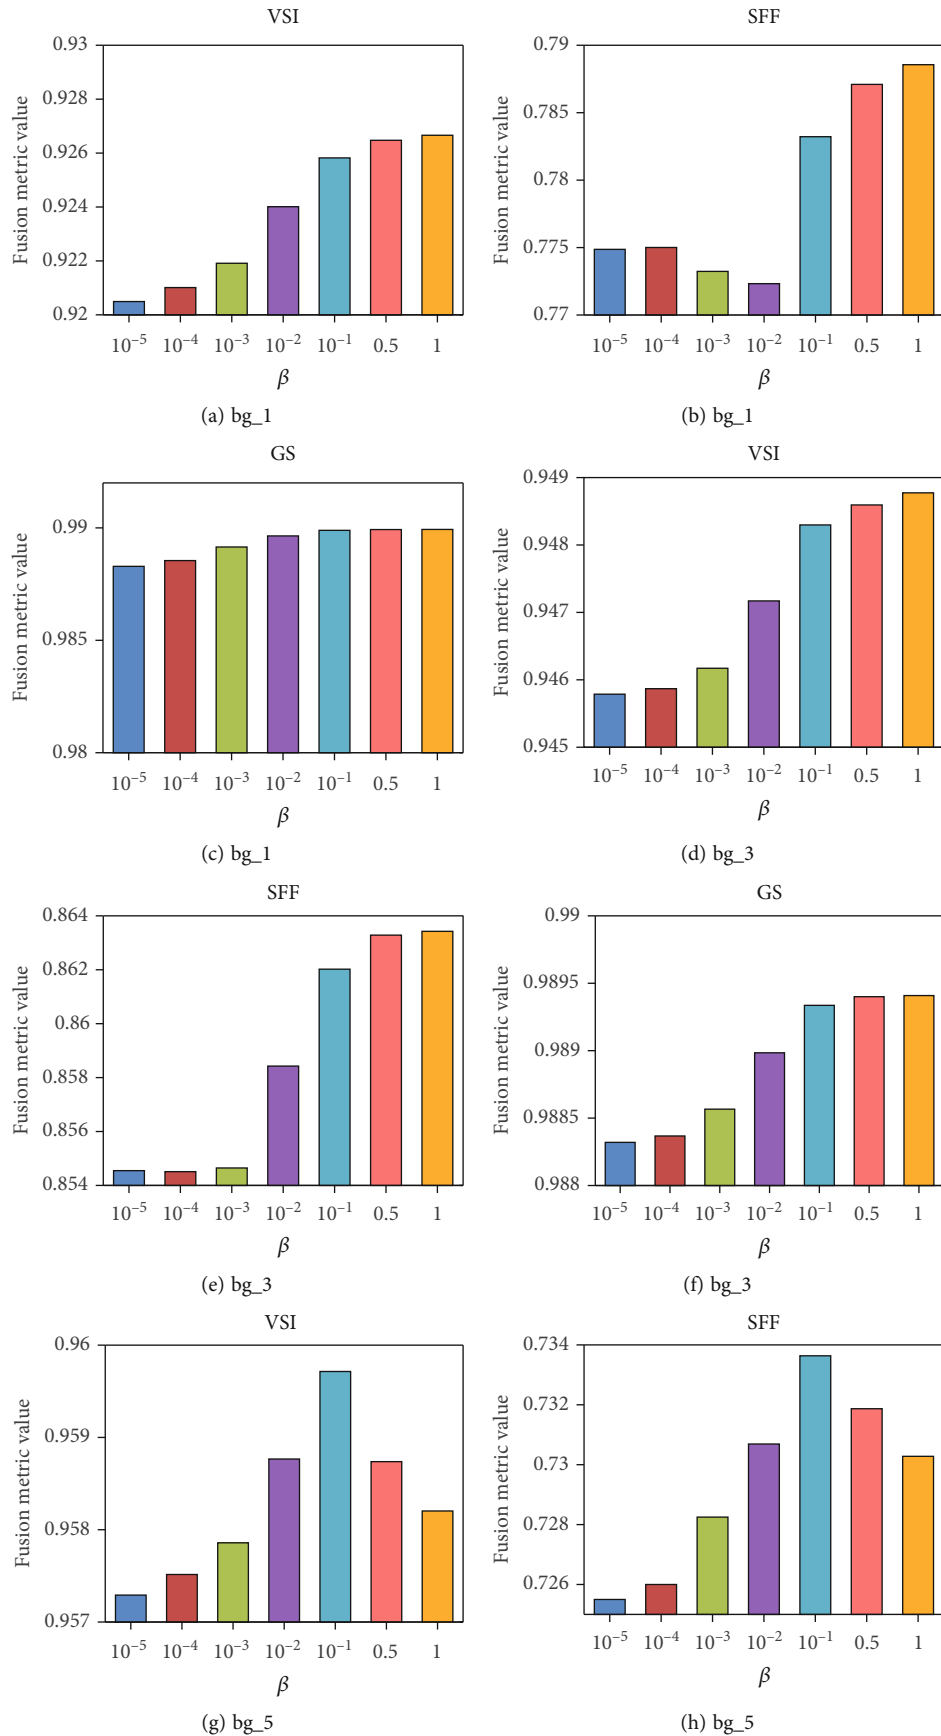 VSI
Fusion metric value
0.93
0.928
0.926
0.924
0.922
0.92
10⁻⁵ 10⁻⁴ 10⁻³ 10⁻² 10⁻¹ 0.5 1
β
(a) bg_1
SFF
Fusion metric value
0.79
0.785
0.78
0.775
0.77
10⁻⁵ 10⁻⁴ 10⁻³ 10⁻² 10⁻¹ 0.5 1
β
(b) bg_1
GS
Fusion metric value
0.99
0.985
0.98
10⁻⁵ 10⁻⁴ 10⁻³ 10⁻² 10⁻¹ 0.5 1
β
(c) bg_1
VSI
Fusion metric value
0.949
0.948
0.947
0.946
0.945
10⁻⁵ 10⁻⁴ 10⁻³ 10⁻² 10⁻¹ 0.5 1
β
(d) bg_3
SFF
Fusion metric value
0.864
0.862
0.86
0.858
0.856
0.854
10⁻⁵ 10⁻⁴ 10⁻³ 10⁻² 10⁻¹ 0.5 1
β
(e) bg_3
GS
Fusion metric value
0.99
0.9895
0.989
0.9885
0.988
10⁻⁵ 10⁻⁴ 10⁻³ 10⁻² 10⁻¹ 0.5 1
β
(f) bg_3
VSI
Fusion metric value
0.96
0.959
0.958
0.957
10⁻⁵ 10⁻⁴ 10⁻³ 10⁻² 10⁻¹ 0.5 1
β
(g) bg_5
SFF
Fusion metric value
0.734
0.732
0.73
0.728
0.726
10⁻⁵ 10⁻⁴ 10⁻³ 10⁻² 10⁻¹ 0.5 1
β
(h) bg_5